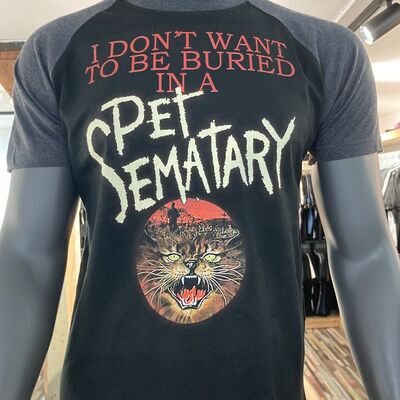 I DON'T WANT
TO BE BURIED
IN A
PET
SEMATARY